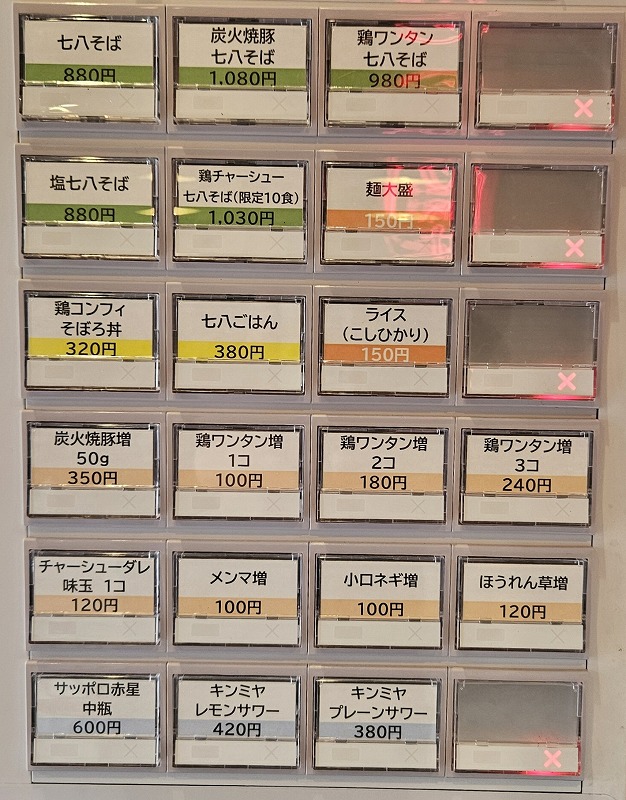 七八そば
880円
炭火焼豚
七八そば
1,080円
鶏ワンタン
七八そば
980円
塩七八そば
880円
鶏チャーシュー
七八そば(限定10食)
1,030円
麺大盛
150円
鶏コンフィ
そぼろ丼
320円
七八ごはん
380円
ライス
(こしひかり)
150円
炭火焼豚増
50g
350円
鶏ワンタン増
1コ
100円
鶏ワンタン増
2コ
180円
鶏ワンタン増
3コ
240円
チャーシューダレ
味玉 1コ
120円
メンマ増
100円
小口ネギ増
100円
ほうれん草増
120円
サッポロ赤星
中瓶
600円
キンミヤ
レモンサワー
420円
キンミヤ
プレーンサワー
380円